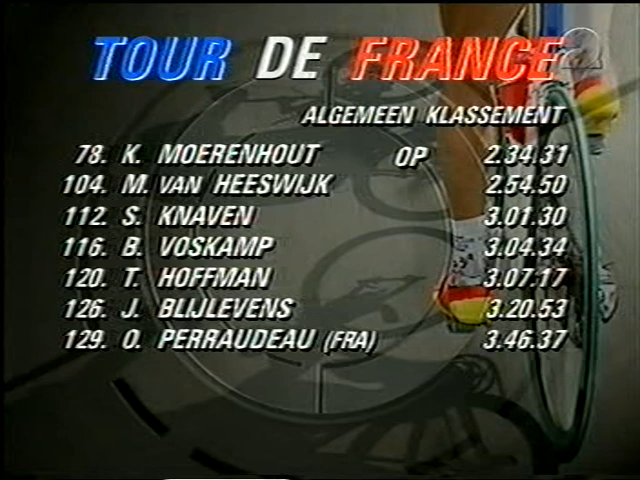 TOUR DE FRANCE 2
ALGEMEEN KLASSEMENT
78. K. MOERENHOUT OP 2.34.31
104. M. VAN HEESWIJK 2.54.50
112. S. KNAVEN 3.01.30
116. B. VOSKAMP 3.04.34
120. T. HOFFMAN 3.07.17
126. J. BLIJLEVENS 3.20.53
129. O. PERRAUDEAU (FRA) 3.46.37